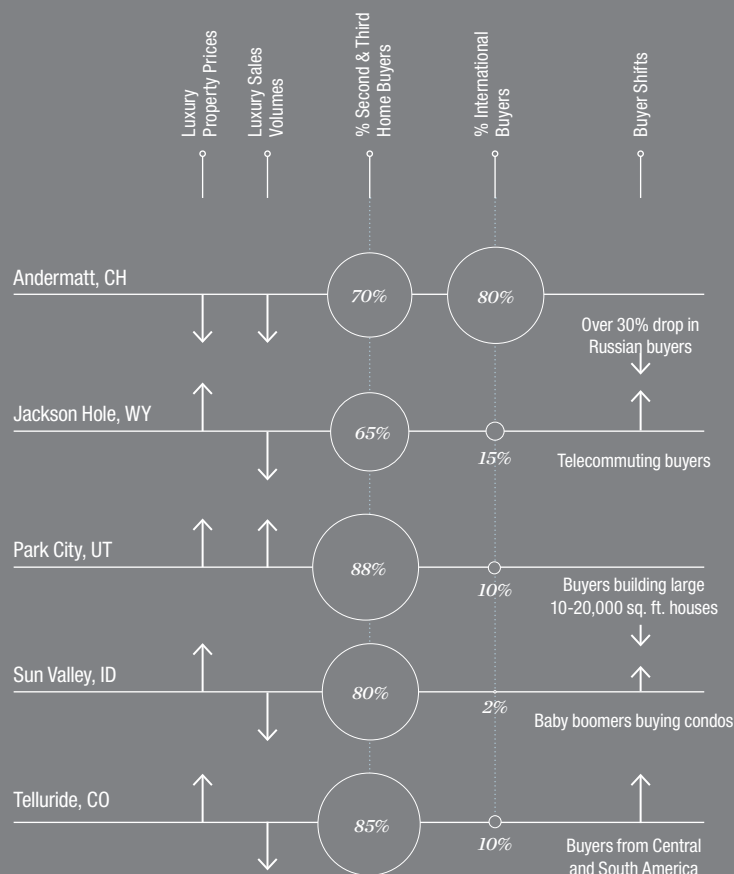 Luxury
Property Prices
Luxury Sales
Volumes
% Second & Third
Home Buyers
% International
Buyers
Buyer Shifts
Andermatt, CH
70%
80%
Over 30% drop in
Russian buyers
Jackson Hole, WY
65%
15%
Telecommuting buyers
Park City, UT
88%
10%
Buyers building large
10-20,000 sq. ft. houses
Sun Valley, ID
80%
2%
Baby boomers buying condos
Telluride, CO
85%
10%
Buyers from Central
and South America